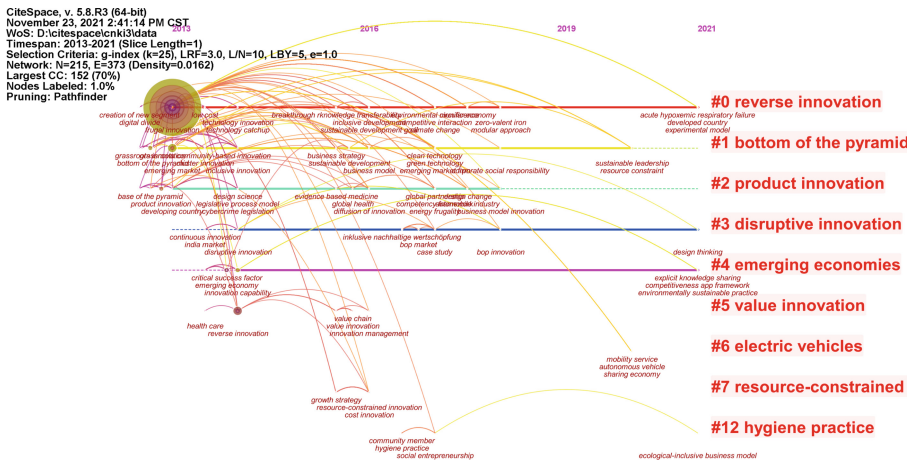 CiteSpace, v. 5.8.R3 (64-bit)
November 23, 2021 2:41:14 PM CST
WoS: D:\citespace\cnki3\data
Timespan: 2013-2021 (Slice Length=1)
Selection Criteria: g-index (k=25), LRF=3.0, L/N=10, LBY=5, e=1.0
Network: N=215, E=373 (Density=0.0162)
Largest CC: 152 (70%)
Nodes Labeled: 1.0%
Pruning: Pathfinder
2013 2016 2019 2021
#0 reverse innovation
creation of new segment low-cost breakthrough knowledge transferability acute hypoxemic respiratory failure
digital divide technology innovation inclusive development competitive interaction zero-valent iron developed country
frugal innovation technology catchup sustainable development goal climate change modular approach experimental model
#1 bottom of the pyramid
community-based innovation business strategy clean technology sustainable leadership
bottom of the pyramid sustainable development green technology resource constraint
emerging market inclusive innovation business model emerging market corporate social responsibility
#2 product innovation
base of the pyramid design science evidence based medicine global partnership design change
product innovation legislative process model global health industry
developing country cybercrime legislation diffusion of innovation energy frugality business model innovation
#3 disruptive innovation
continuous innovation inklusive nachhaltige wertschöpfung
india market bop market
disruptive innovation case study bop innovation design thinking
#4 emerging economies
critical success factor explicit knowledge sharing
emerging economy competitiveness app framework
innovation capability environmentally sustainable practice
#5 value innovation
health care value chain
reverse innovation value innovation
innovation management
#6 electric vehicles
mobility service
autonomous vehicle
sharing economy
#7 resource-constrained
growth strategy
resource-constrained innovation
cost innovation
#12 hygiene practice
community member
hygiene practice
social entrepreneurship ecological-inclusive business model